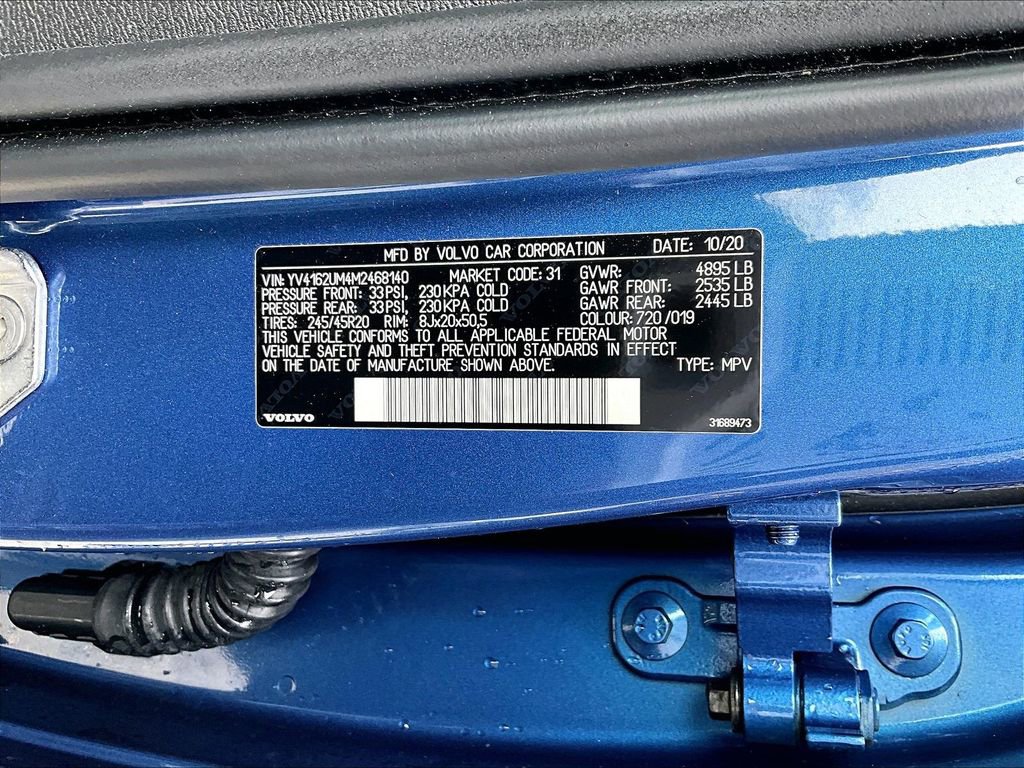 MFD BY VOLVO CAR CORPORATION DATE: 10/20
VIN: YV4162UM4M2468140 MARKET CODE: 31 GVWR: 4895 LB
PRESSURE FRONT: 33 PSI, 230 KPA COLD GAWR FRONT: 2535 LB
PRESSURE REAR: 33 PSI, 230 KPA COLD GAWR REAR: 2445 LB
TIRES: 245/45R20 RIM: 8Jx20x50,5 COLOUR: 720 /019
THIS VEHICLE CONFORMS TO ALL APPLICABLE FEDERAL MOTOR
VEHICLE SAFETY AND THEFT PREVENTION STANDARDS IN EFFECT
ON THE DATE OF MANUFACTURE SHOWN ABOVE. TYPE: MPV
VOLVO 31689473